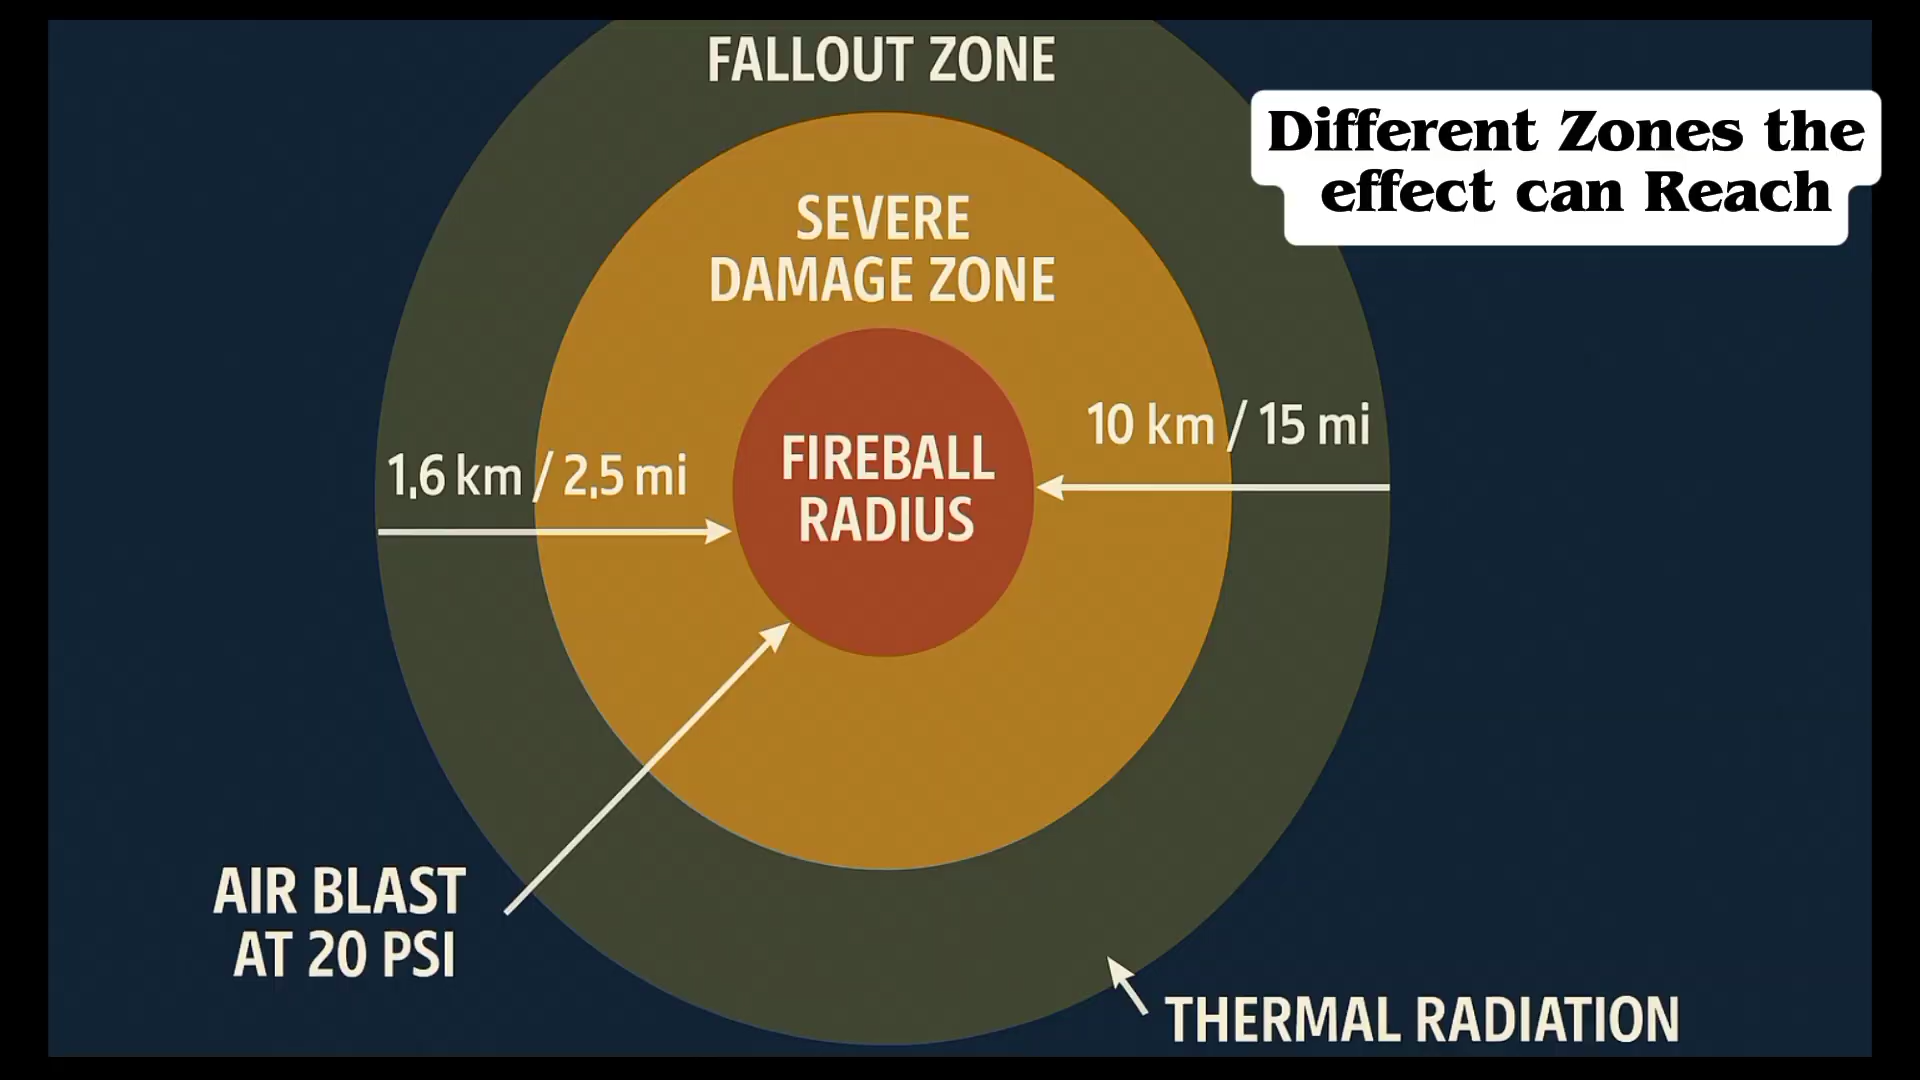 FALLOUT ZONE
Different Zones the
effect can Reach
SEVERE
DAMAGE ZONE
10 km / 15 mi
1,6 km / 2,5 mi
FIREBALL
RADIUS
AIR BLAST
AT 20 PSI
THERMAL RADIATION